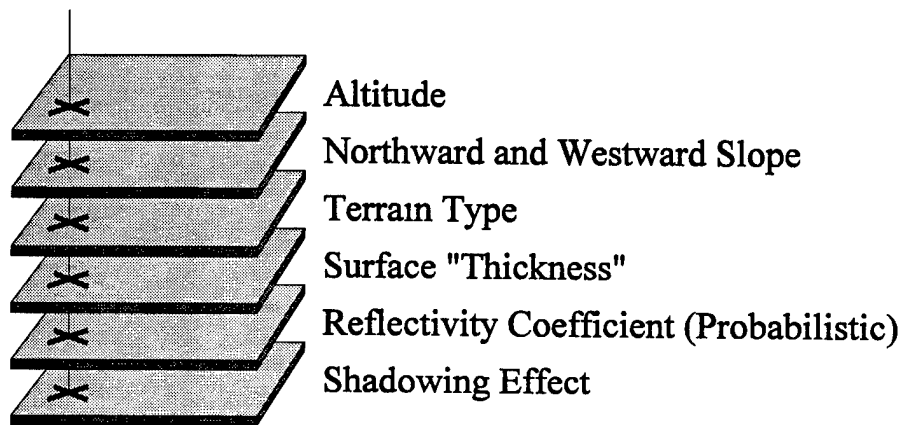 Altitude
Northward and Westward Slope
Terrain Type
Surface "Thickness"
Reflectivity Coefficient (Probabilistic)
Shadowing Effect